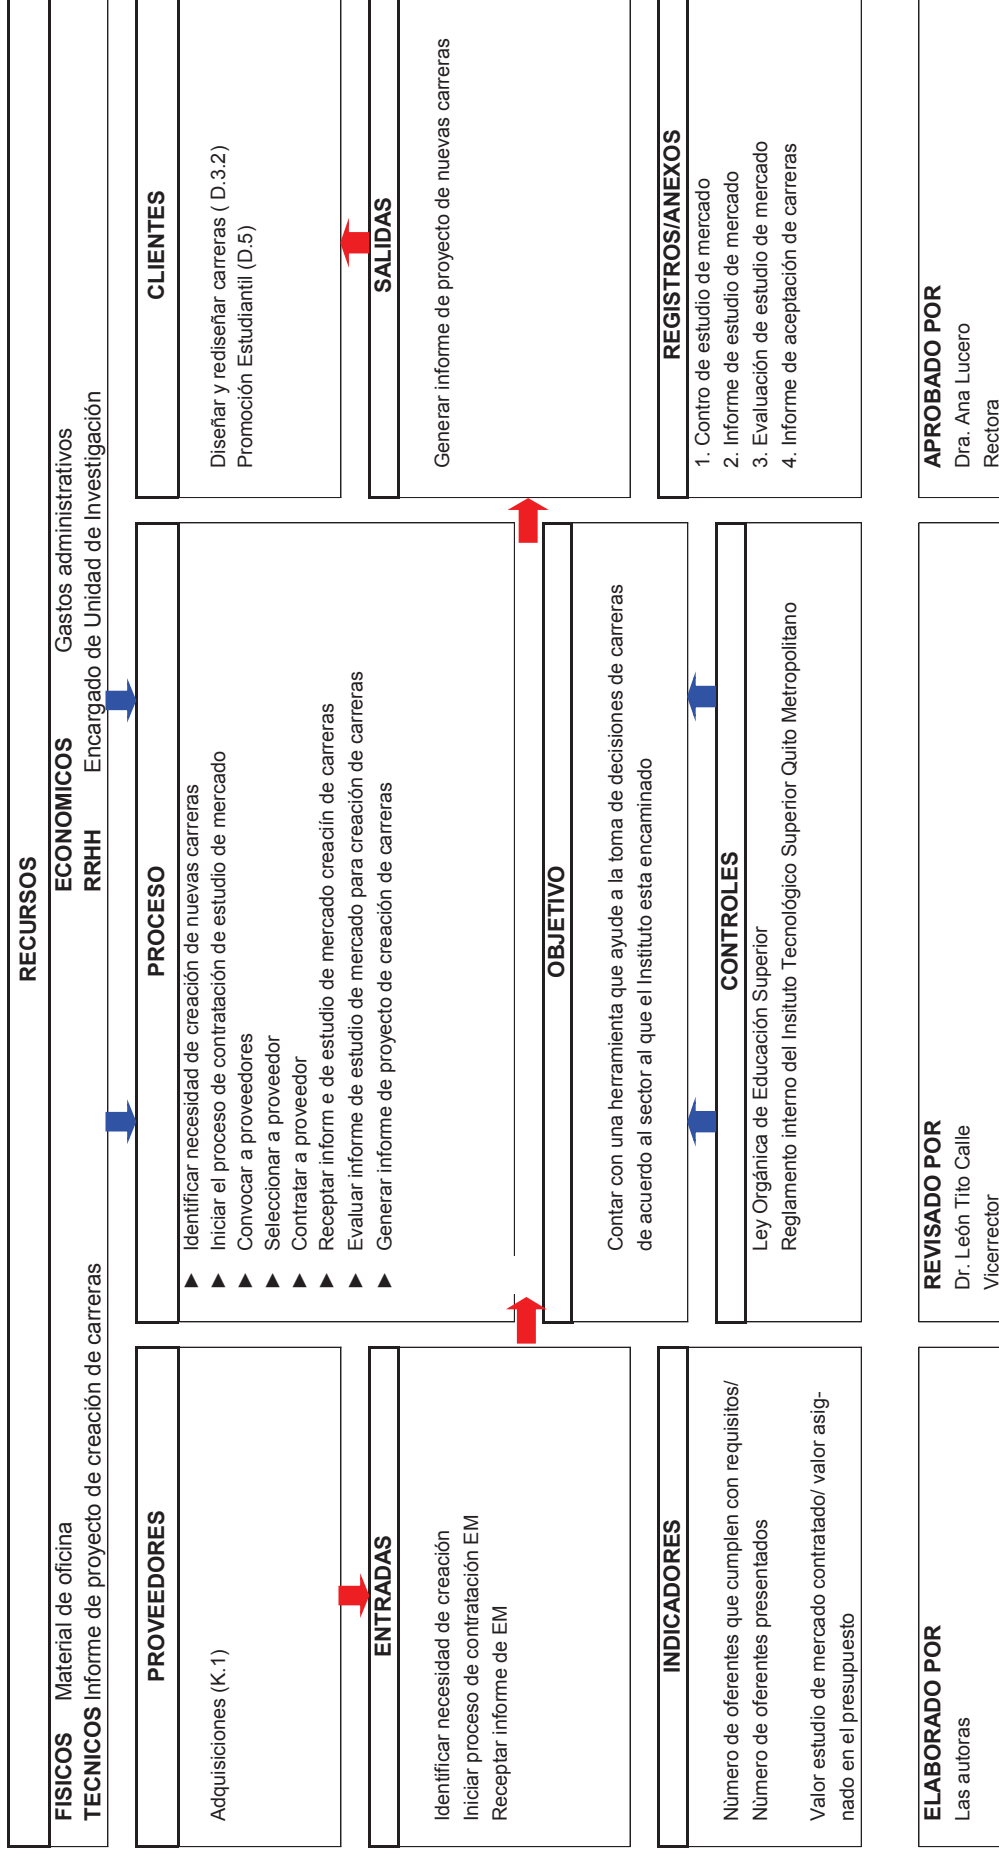 RECURSOS
FISICOS Material de oficina
ECONOMICOS Gastos administrativos
TECNICOS Informe de proyecto de creación de carreras
RRHH Encargado de Unidad de Investigación
PROVEEDORES
Adquisiciones (K.1)
ENTRADAS
Identificar necesidad de creación
Iniciar proceso de contratación EM
Receptar informe de EM
INDICADORES
Nùmero de oferentes que cumplen con requisitos/
Nùmero de oferentes presentados
Valor estudio de mercado contratado/ valor asig-
nado en el presupuesto
PROCESO
Identificar necesidad de creación de nuevas carreras
Iniciar el proceso de contratación de estudio de mercado
Convocar a proveedores
Seleccionar a proveedor
Contratar a proveedor
Receptar inform e de estudio de mercado creación de carreras
Evaluar informe de estudio de mercado para creación de carreras
Generar informe de proyecto de creación de carreras
OBJETIVO
Contar con una herramienta que ayude a la toma de decisiones de carreras
de acuerdo al sector al que el Instituto esta encaminado
CONTROLES
Ley Orgánica de Educación Superior
Reglamento interno del Insituto Tecnológico Superior Quito Metropolitano
CLIENTES
Diseñar y rediseñar carreras ( D.3.2)
Promoción Estudiantil (D.5)
SALIDAS
Generar informe de proyecto de nuevas carreras
REGISTROS/ANEXOS
1. Contro de estudio de mercado
2. Informe de estudio de mercado
3. Evaluación de estudio de mercado
4. Informe de aceptación de carreras
ELABORADO POR
Las autoras
REVISADO POR
Dr. León Tito Calle
Vicerrector
APROBADO POR
Dra. Ana Lucero
Rectora